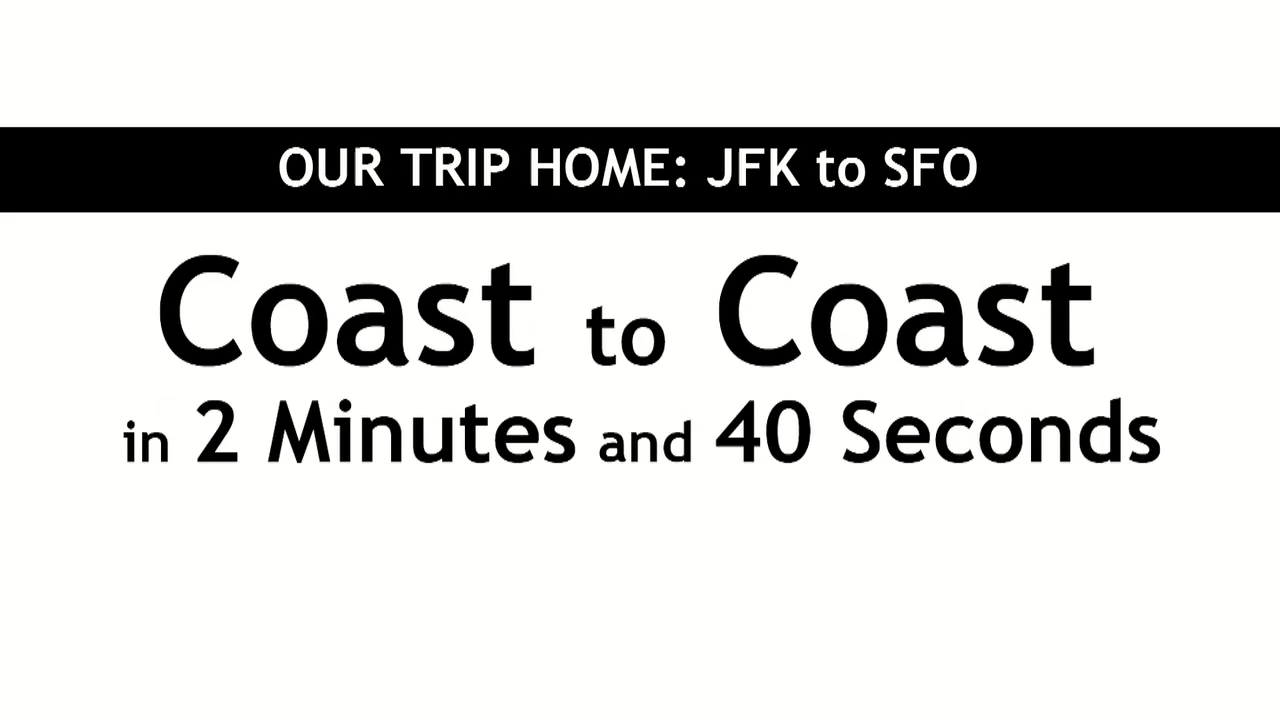 OUR TRIP HOME: JFK to SFO
Coast to Coast
in 2 Minutes and 40 Seconds